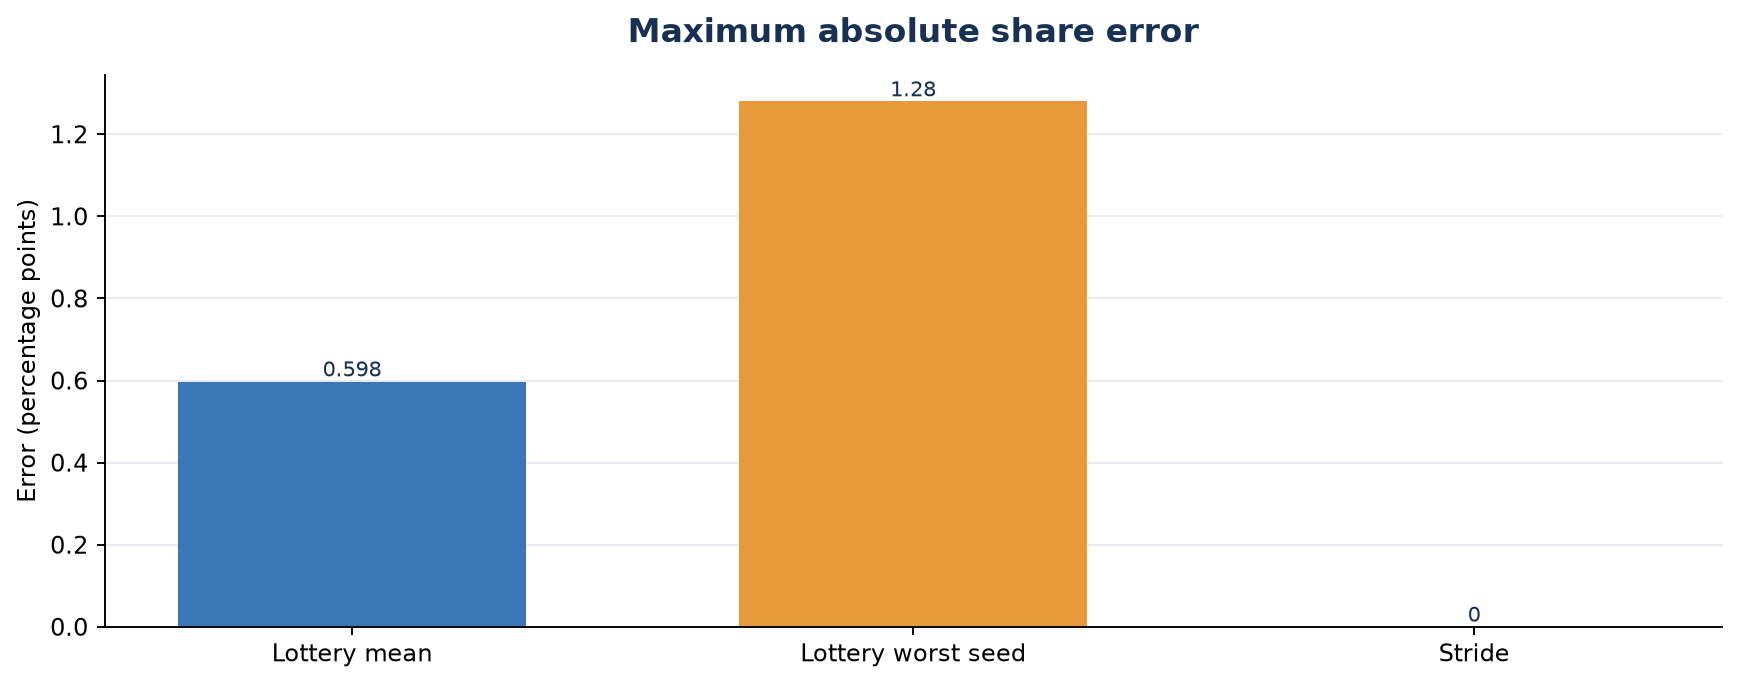 Maximum absolute share error
Error (percentage points)
1.2
1.0
0.8
0.6
0.4
0.2
0.0
0.598
1.28
0
Lottery mean
Lottery worst seed
Stride